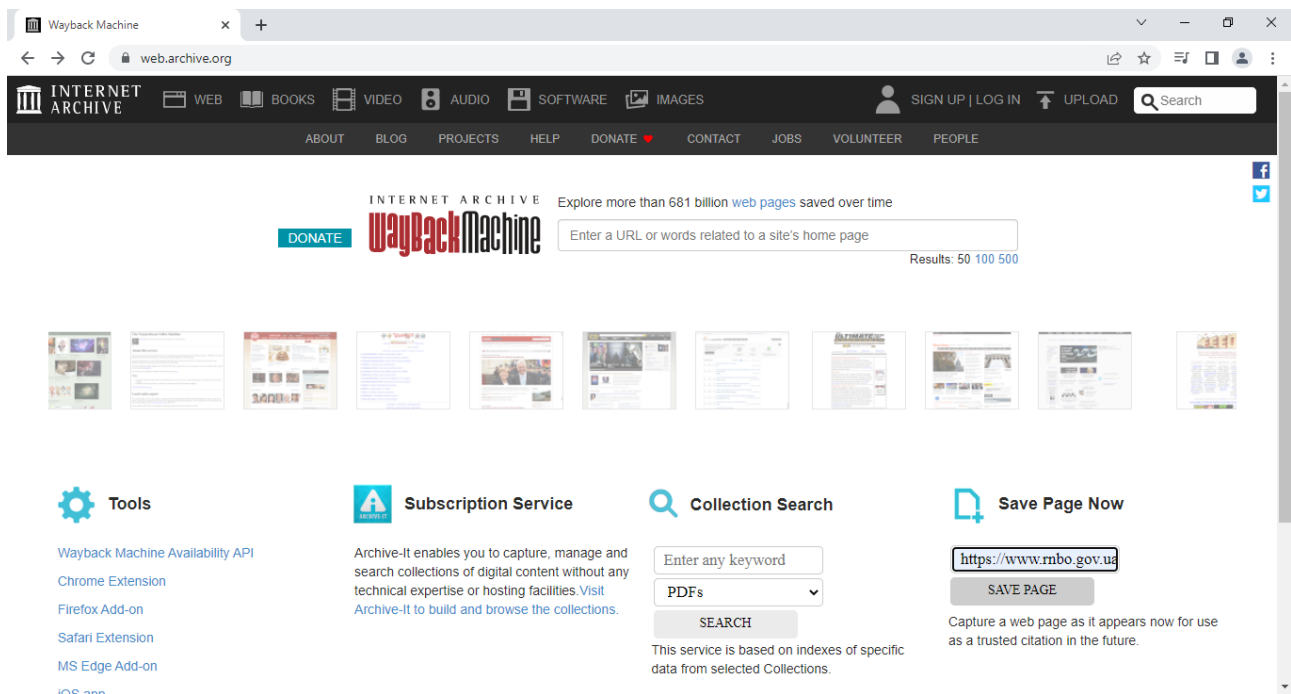 Wayback Machine
web.archive.org
INTERNET
ARCHIVE
WEB
BOOKS
VIDEO
AUDIO
SOFTWARE
IMAGES
SIGN UP | LOG IN
UPLOAD
Search
ABOUT
BLOG
PROJECTS
HELP
DONATE
CONTACT
JOBS
VOLUNTEER
PEOPLE
DONATE
INTERNET ARCHIVE
WayBackMachine
Explore more than 681 billion web pages saved over time
Enter a URL or words related to a site's home page
Results: 50 100 500
Tools
Wayback Machine Availability API
Chrome Extension
Firefox Add-on
Safari Extension
MS Edge Add-on
iOS app
ARCHIVE-IT
Subscription Service
Archive-It enables you to capture, manage and
search collections of digital content without any
technical expertise or hosting facilities.Visit
Archive-It to build and browse the collections.
Collection Search
Enter any keyword
PDFs
SEARCH
This service is based on indexes of specific
data from selected Collections.
Save Page Now
https://www.rnbo.gov.ua
SAVE PAGE
Capture a web page as it appears now for use
as a trusted citation in the future.